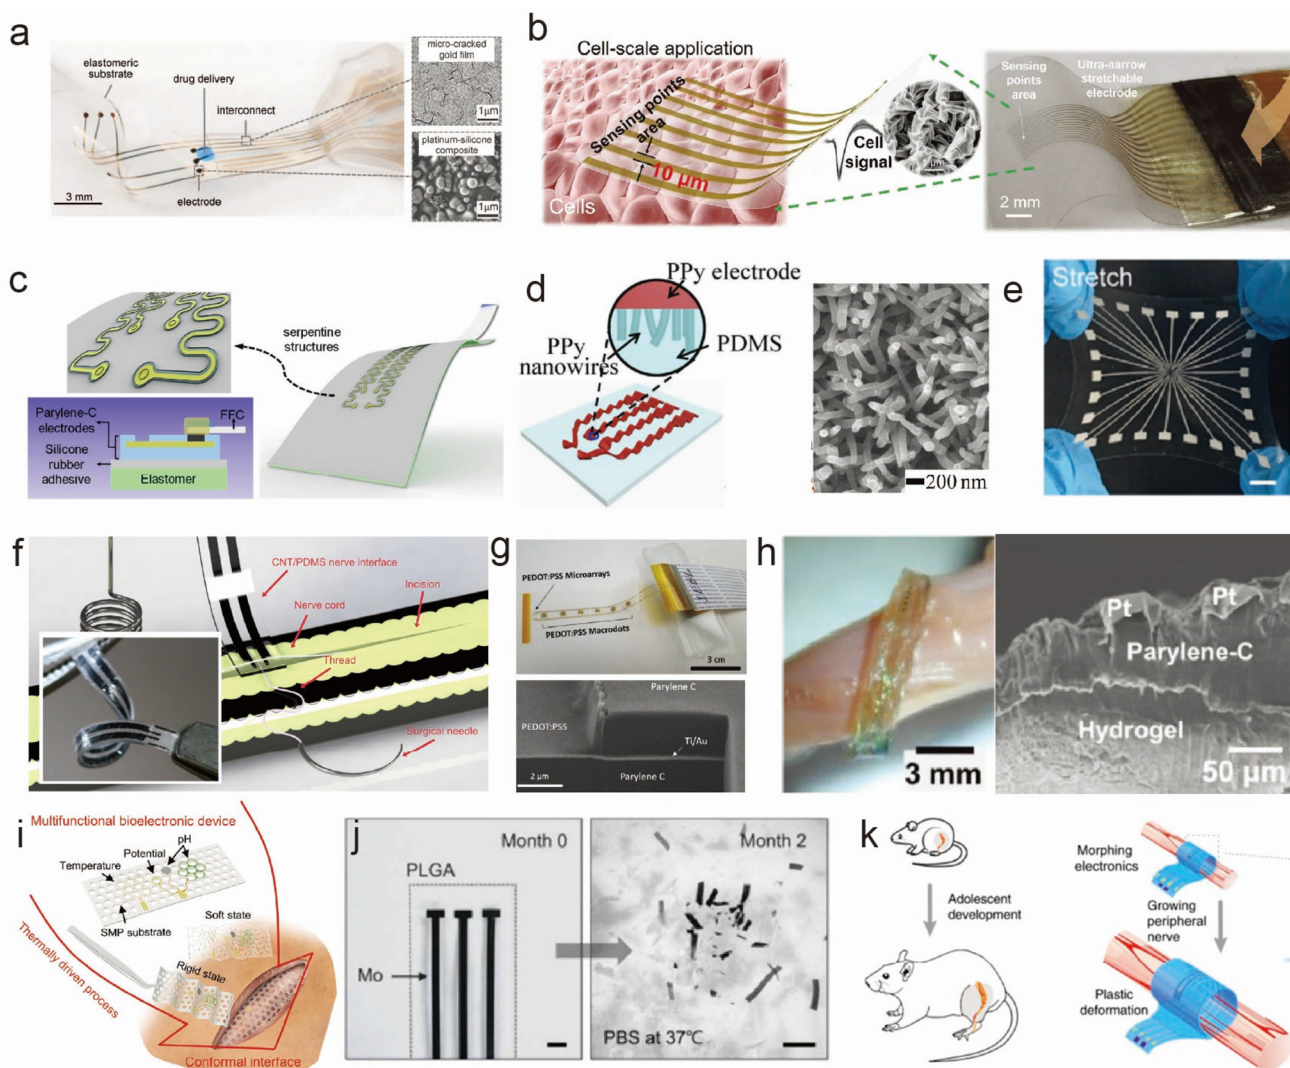 a
elastomeric
substrate
drug delivery
interconnect
electrode
3 mm
micro-cracked
gold film
1μm
platinum-silicone
composite
1μm
b
Cell-scale application
Sensing points
area
10 μm
Cells
Cell
signal
Sensing
points
area
Ultra-narrow
stretchable
electrode
2 mm
c
serpentine
structures
Parylene-C
electrodes
FFC
Silicone
rubber
adhesive
Elastomer
d
PPy electrode
PPy
nanowires
PDMS
200 nm
e
Stretch
f
CNT/PDMS nerve interface
Incision
Nerve cord
Thread
Surgical needle
g
PEDOT:PSS Microarrays
PEDOT:PSS Macrodots
3 cm
Parylene C
PEDOT:PSS
Ti/Au
2 μm
Parylene C
h
3 mm
Pt
Pt
Parylene-C
Hydrogel
50 μm
i
Multifunctional bioelectronic device
Potential
pH
Temperature
SMP substrate
Soft state
Rigid state
Thermally driven process
Conformal interface
j
Month 0
PLGA
Mo
Month 2
PBS at 37℃
k
Adolescent
development
Morphing
electronics
Growing
peripheral
nerve
Plastic
deformation